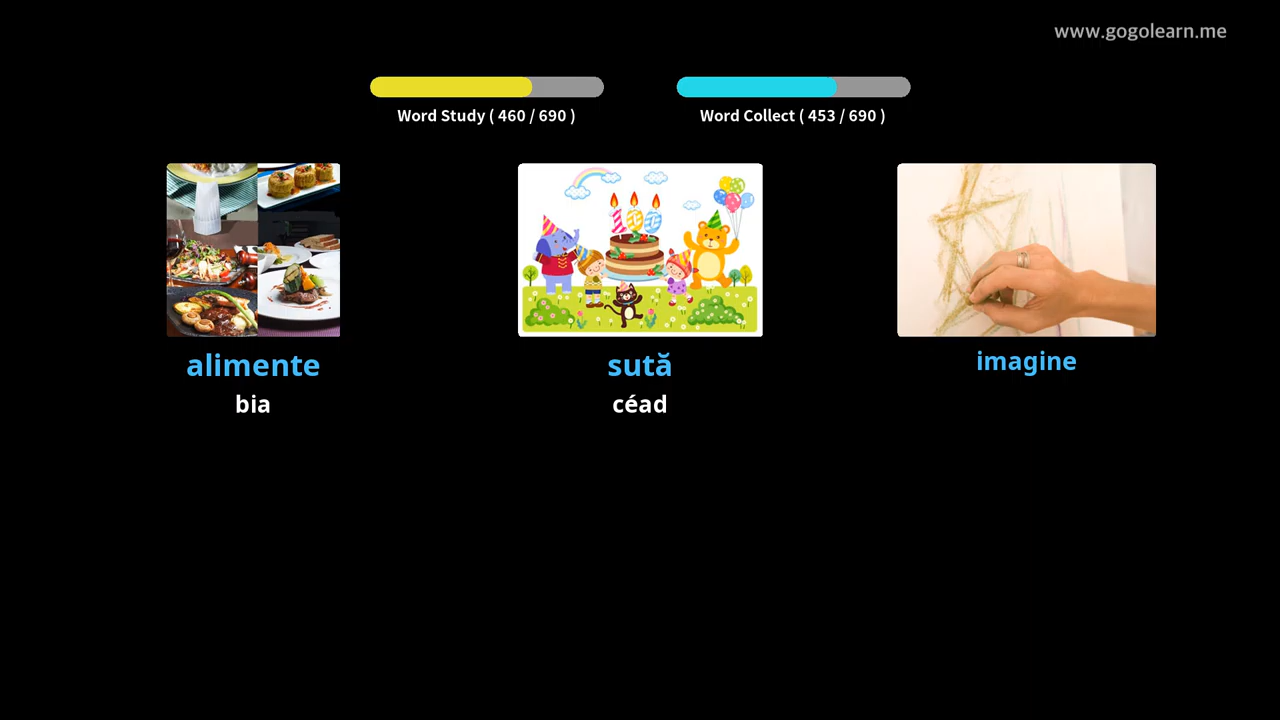 www.gogolearn.me
Word Study ( 460 / 690 )
Word Collect ( 453 / 690 )
alimente
bia
sută
céad
imagine